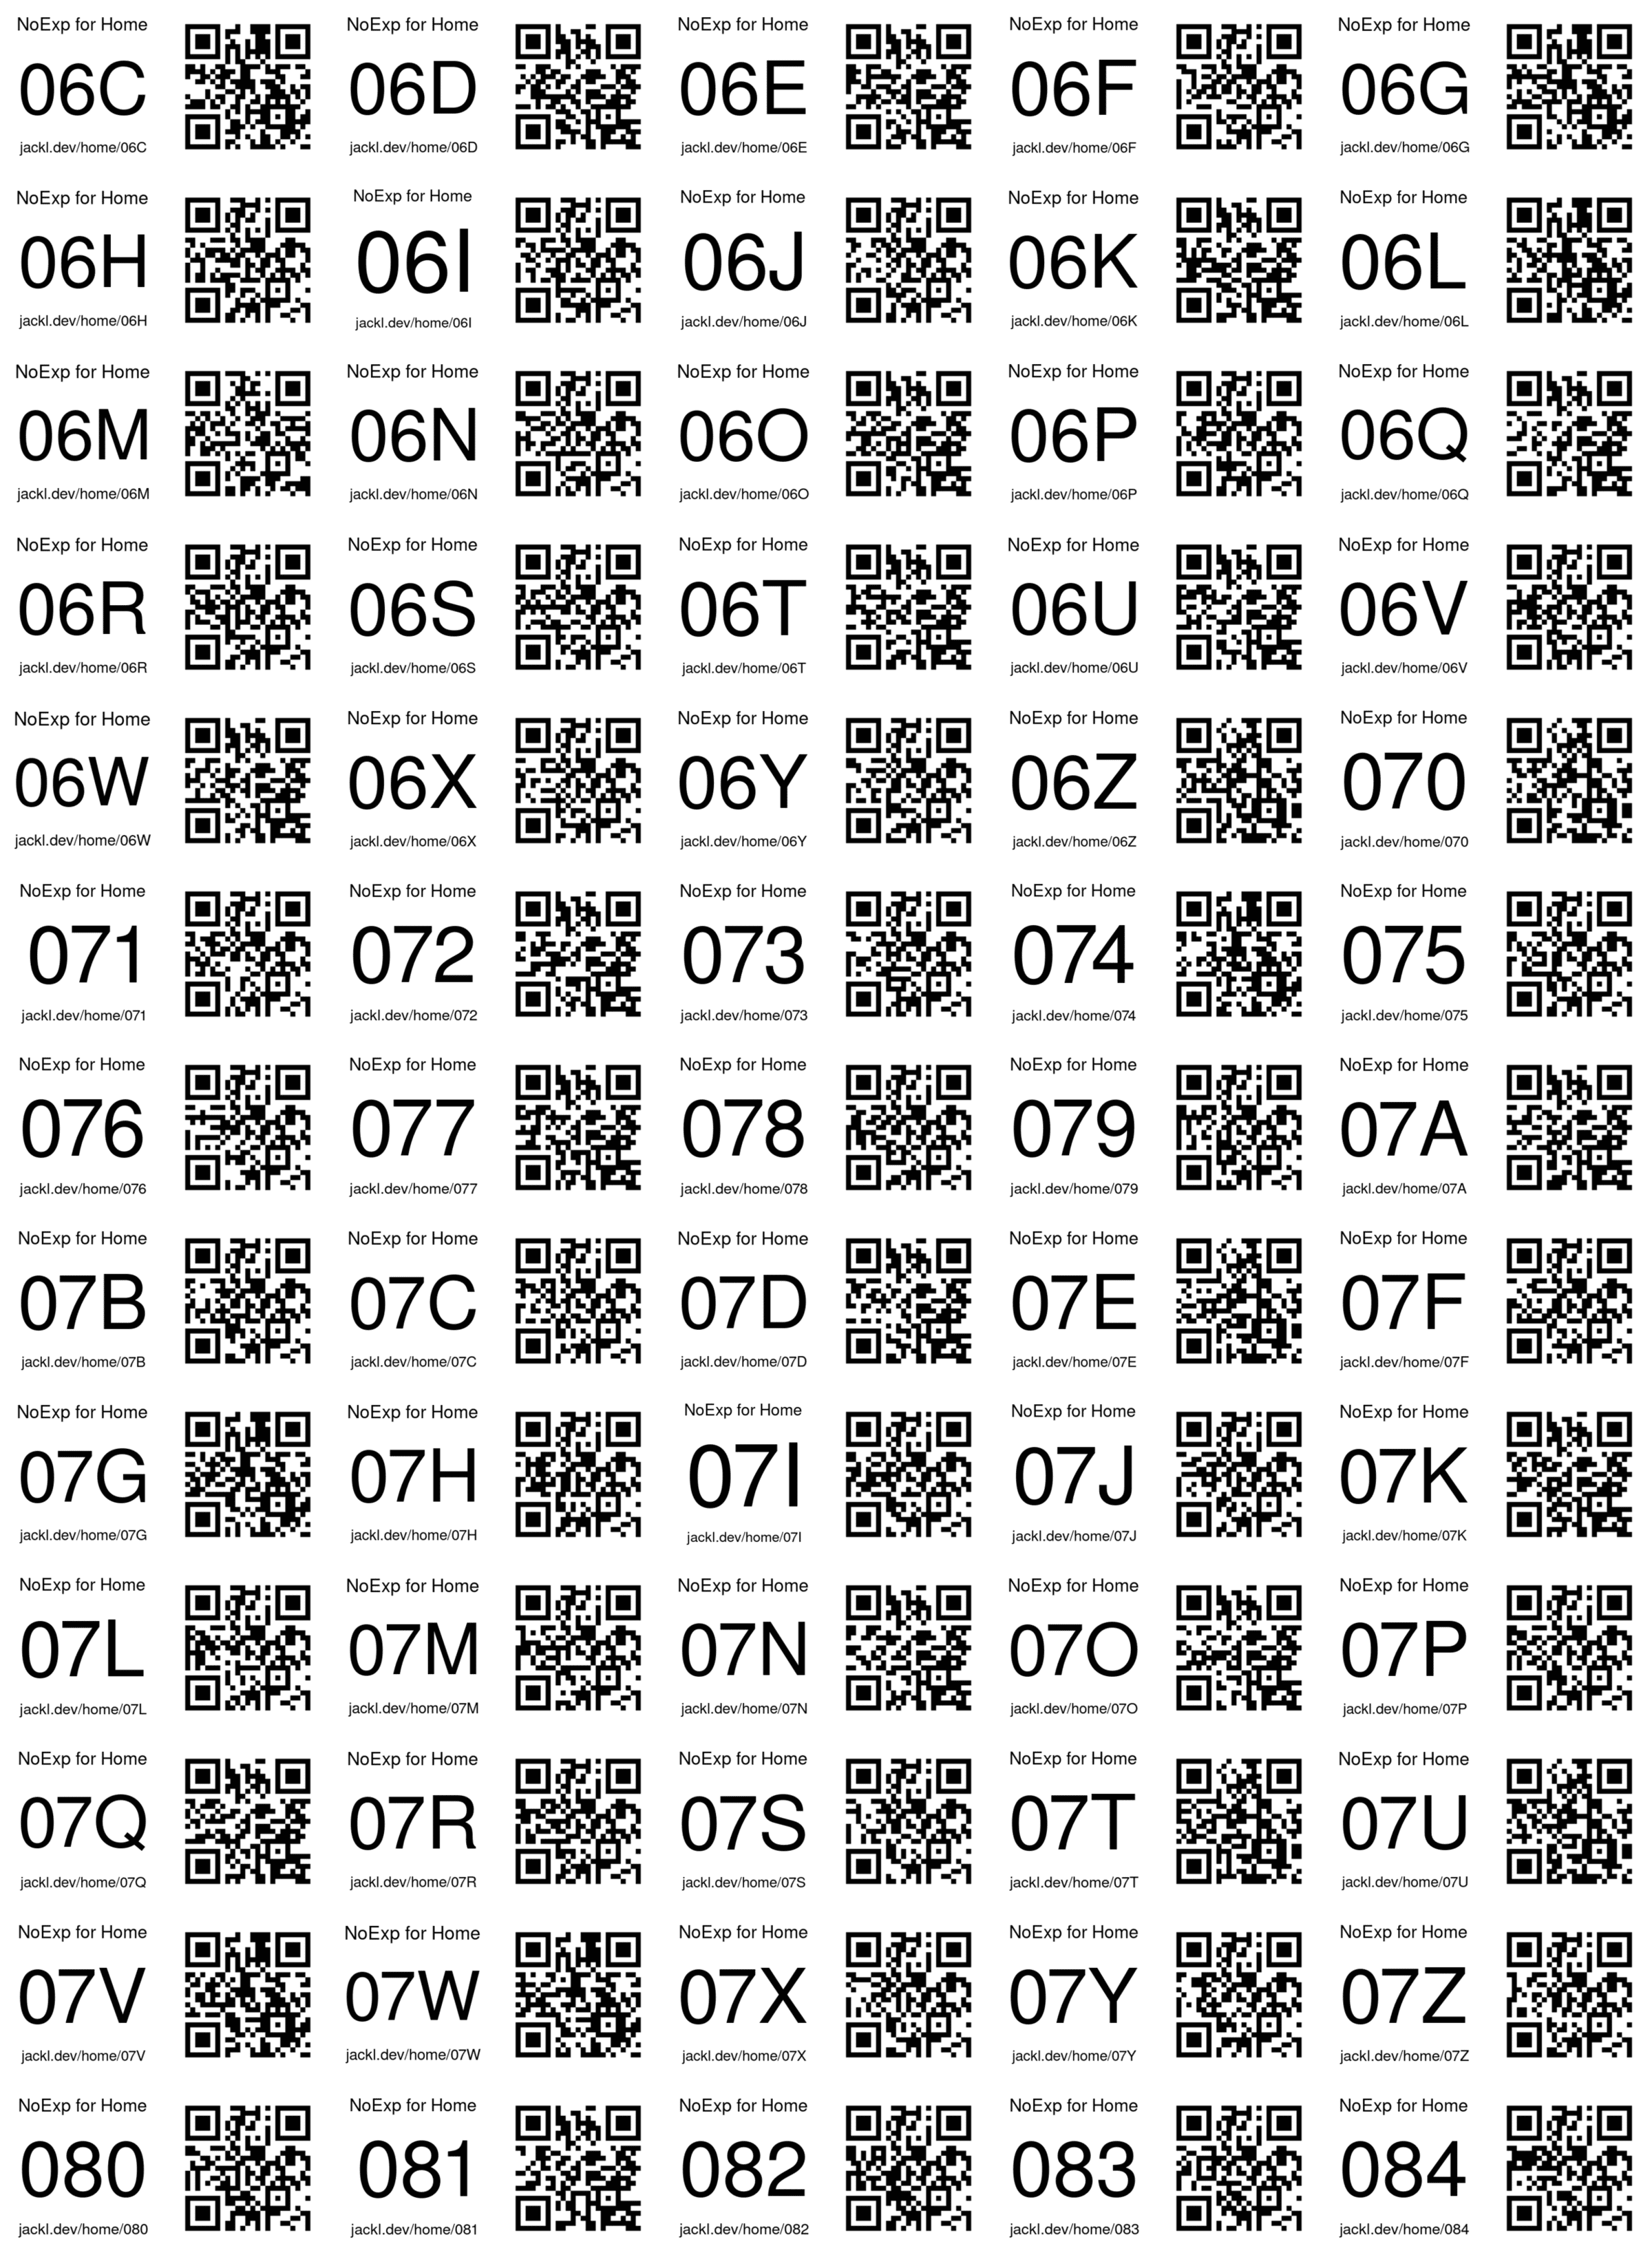 NoExp for Home
06C
jackl.dev/home/06C
NoExp for Home
06D
jackl.dev/home/06D
NoExp for Home
06E
jackl.dev/home/06E
NoExp for Home
06F
jackl.dev/home/06F
NoExp for Home
06G
jackl.dev/home/06G
NoExp for Home
06H
jackl.dev/home/06H
NoExp for Home
06I
jackl.dev/home/06I
NoExp for Home
06J
jackl.dev/home/06J
NoExp for Home
06K
jackl.dev/home/06K
NoExp for Home
06L
jackl.dev/home/06L
NoExp for Home
06M
jackl.dev/home/06M
NoExp for Home
06N
jackl.dev/home/06N
NoExp for Home
06O
jackl.dev/home/06O
NoExp for Home
06P
jackl.dev/home/06P
NoExp for Home
06Q
jackl.dev/home/06Q
NoExp for Home
06R
jackl.dev/home/06R
NoExp for Home
06S
jackl.dev/home/06S
NoExp for Home
06T
jackl.dev/home/06T
NoExp for Home
06U
jackl.dev/home/06U
NoExp for Home
06V
jackl.dev/home/06V
NoExp for Home
06W
jackl.dev/home/06W
NoExp for Home
06X
jackl.dev/home/06X
NoExp for Home
06Y
jackl.dev/home/06Y
NoExp for Home
06Z
jackl.dev/home/06Z
NoExp for Home
070
jackl.dev/home/070
NoExp for Home
071
jackl.dev/home/071
NoExp for Home
072
jackl.dev/home/072
NoExp for Home
073
jackl.dev/home/073
NoExp for Home
074
jackl.dev/home/074
NoExp for Home
075
jackl.dev/home/075
NoExp for Home
076
jackl.dev/home/076
NoExp for Home
077
jackl.dev/home/077
NoExp for Home
078
jackl.dev/home/078
NoExp for Home
079
jackl.dev/home/079
NoExp for Home
07A
jackl.dev/home/07A
NoExp for Home
07B
jackl.dev/home/07B
NoExp for Home
07C
jackl.dev/home/07C
NoExp for Home
07D
jackl.dev/home/07D
NoExp for Home
07E
jackl.dev/home/07E
NoExp for Home
07F
jackl.dev/home/07F
NoExp for Home
07G
jackl.dev/home/07G
NoExp for Home
07H
jackl.dev/home/07H
NoExp for Home
07I
jackl.dev/home/07I
NoExp for Home
07J
jackl.dev/home/07J
NoExp for Home
07K
jackl.dev/home/07K
NoExp for Home
07L
jackl.dev/home/07L
NoExp for Home
07M
jackl.dev/home/07M
NoExp for Home
07N
jackl.dev/home/07N
NoExp for Home
07O
jackl.dev/home/07O
NoExp for Home
07P
jackl.dev/home/07P
NoExp for Home
07Q
jackl.dev/home/07Q
NoExp for Home
07R
jackl.dev/home/07R
NoExp for Home
07S
jackl.dev/home/07S
NoExp for Home
07T
jackl.dev/home/07T
NoExp for Home
07U
jackl.dev/home/07U
NoExp for Home
07V
jackl.dev/home/07V
NoExp for Home
07W
jackl.dev/home/07W
NoExp for Home
07X
jackl.dev/home/07X
NoExp for Home
07Y
jackl.dev/home/07Y
NoExp for Home
07Z
jackl.dev/home/07Z
NoExp for Home
080
jackl.dev/home/080
NoExp for Home
081
jackl.dev/home/081
NoExp for Home
082
jackl.dev/home/082
NoExp for Home
083
jackl.dev/home/083
NoExp for Home
084
jackl.dev/home/084